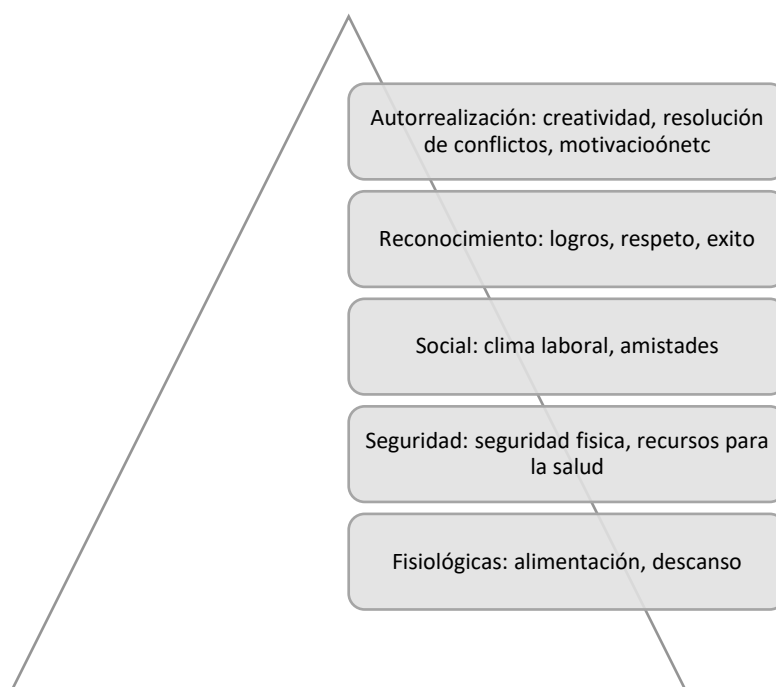 Autorrealización: creatividad, resolución
de conflictos, motivacioónetc
Reconocimiento: logros, respeto, exito
Social: clima laboral, amistades
Seguridad: seguridad fisica, recursos para
la salud
Fisiológicas: alimentación, descanso